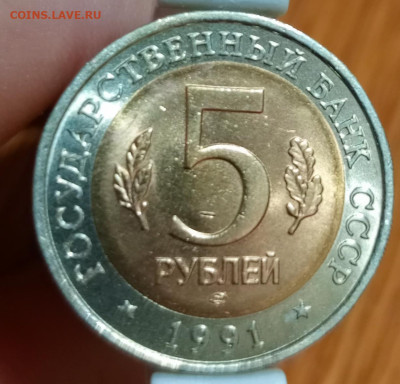 COINS.LAVE.RU
ГОСУДАРСТВЕННЫЙ БАНК СССР
5
РУБЛЕЙ
1991